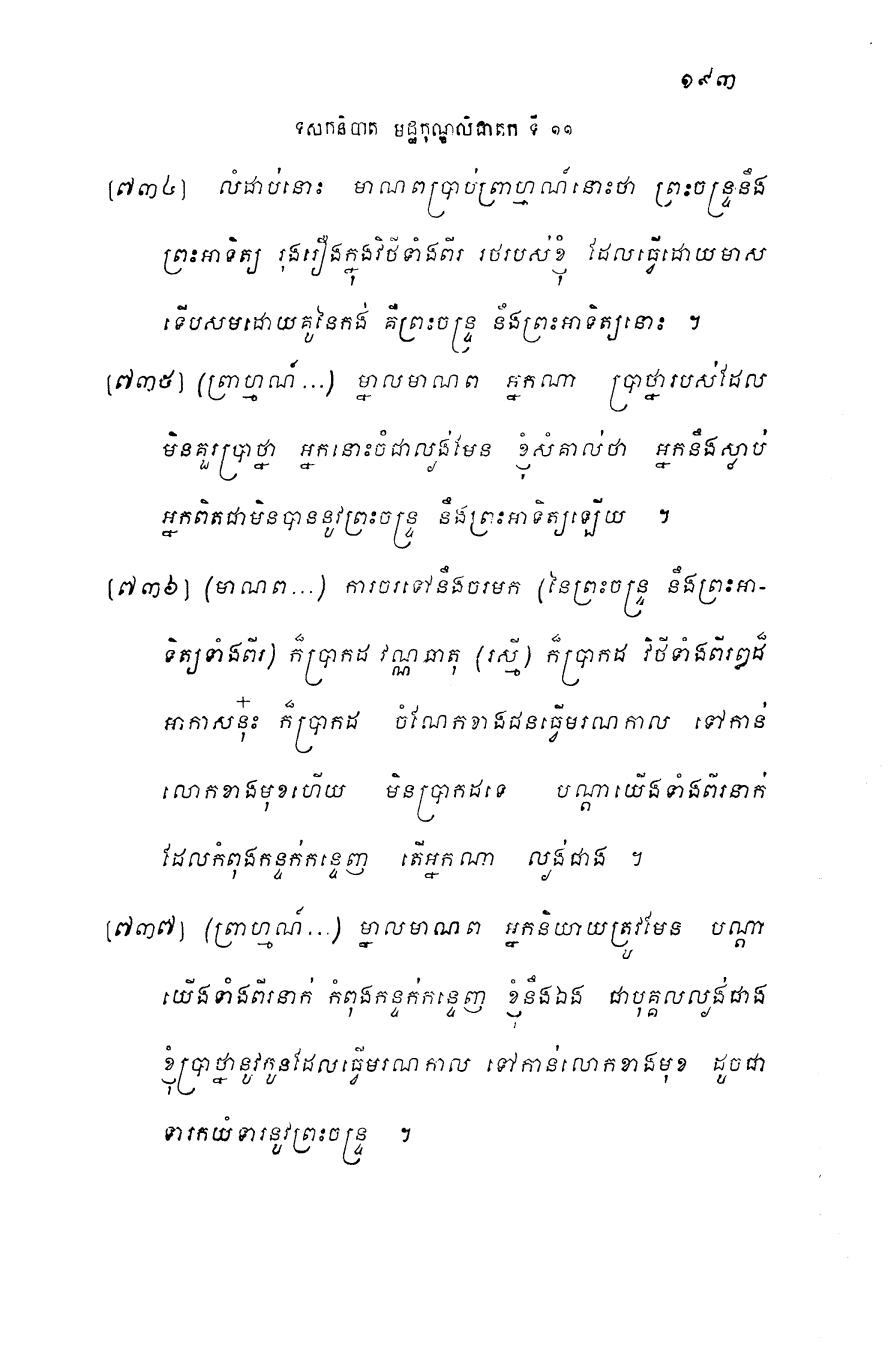 ១៩៣
ទសកនិបាត មដ្ឋកុណ្ឌលិជាតក ទី ១១
[៧៣៤] លំដាប់នោះ មាណពប្រាប់ព្រាហ្មណ៍នោះថា ព្រះចន្ទ្រនឹង
ព្រះអាទិត្យ រុងរឿងក្នុងវិថីទាំងពីរ រថរបស់ខ្ញុំ ដែលធ្វើដោយមាស
ទើបសមដោយគូនៃកង់ គឺព្រះចន្ទ្រ នឹងព្រះអាទិត្យនោះ ។
[៧៣៥] (ព្រាហ្មណ៍...) ម្នាលមាណព អ្នកណា ប្រាថ្នារបស់ដែល
មិនគួរប្រាថ្នា អ្នកនោះចំជាល្ងង់មែន ខ្ញុំសំគាល់ថា អ្នកនឹងស្លាប់
អ្នកពិតជាមិនបាននូវព្រះចន្ទ្រ នឹងព្រះអាទិត្យឡើយ ។
[៧៣៦] (មាណព...) ការចរទៅនឹងចរមក (នៃព្រះចន្ទ្រ នឹងព្រះអា-
ទិត្យទាំងពីរ) ក៏ប្រាកដ វណ្ណធាតុ (រស្មី) ក៏ប្រាកដ វិថីទាំងពីរឰដ៏
អាកាសនុ៎ះ ក៏ប្រាកដ ចំណែកខាងជនធ្វើមរណកាល ទៅកាន់
លោកខាងមុខហើយ មិនប្រាកដទេ បណ្តាយើងទាំងពីរនាក់
ដែលកំពុងកន្ទក់កន្ទេញ តើអ្នកណា ល្ងង់ជាង ។
[៧៣៧] (ព្រាហ្មណ៍...) ម្នាលមាណព អ្នកនិយាយត្រូវមែន បណ្តា
យើងទាំងពីរនាក់ កំពុងកន្ទក់កន្ទេញ ខ្ញុំនឹងឯង ជាបុគ្គលល្ងង់ជាង
ខ្ញុំប្រាថ្នានូវកូនដែលធ្វើមរណកាល ទៅកាន់លោកខាងមុខ ដូចជា
ទារកយំទារនូវព្រះចន្ទ្រ ។